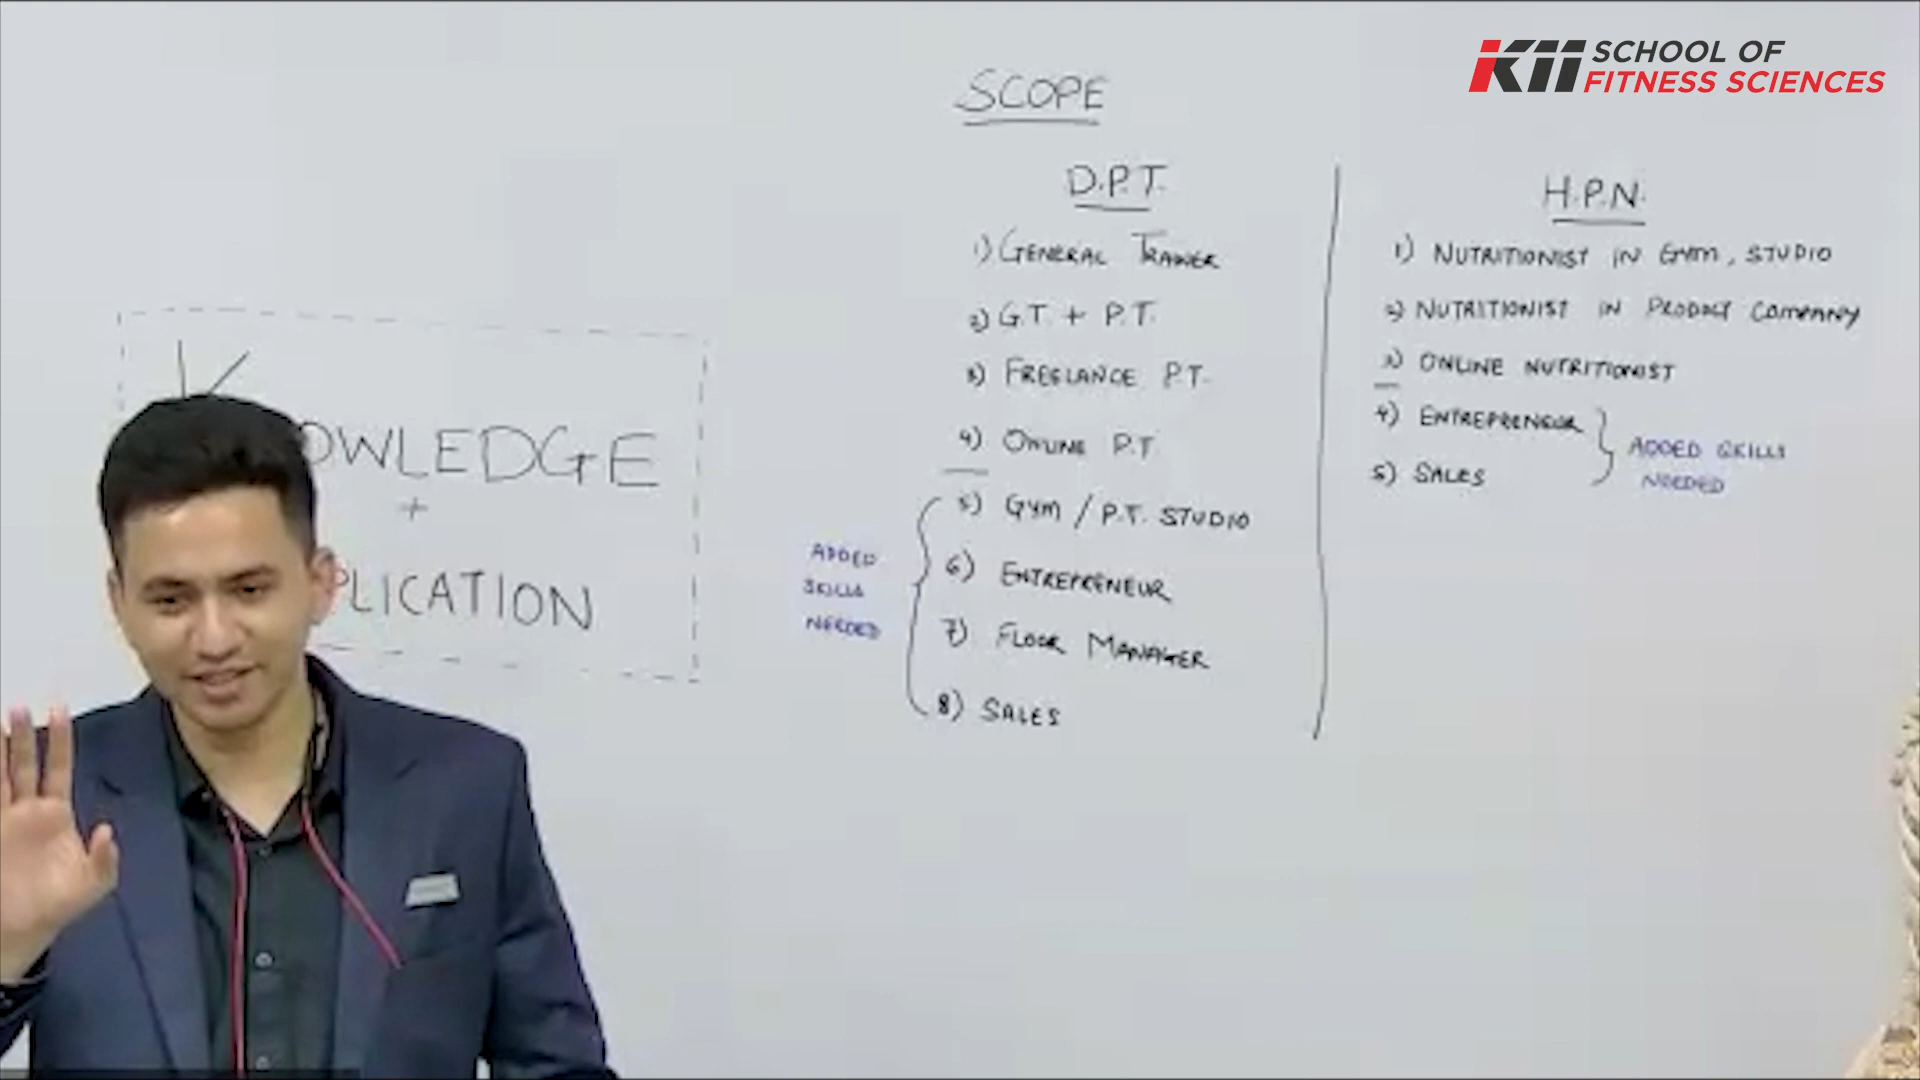 K11 SCHOOL OF
FITNESS SCIENCES
SCOPE
OWLEDGE
+
PLICATION
D.P.T.
1) GENERAL TRAINER
2) G.T. + P.T.
3) FREELANCE P.T.
4) ONLINE P.T.
5) GYM / P.T. STUDIO
6) ENTREPRENEUR
7) FLOOR MANAGER
8) SALES
ADDED
SKILLS
NEEDED
H.P.N.
1) NUTRITIONIST IN GYM, STUDIO
2) NUTRITIONIST IN PRODUCT COMPANY
3) ONLINE NUTRITIONIST
4) ENTREPRENEUR
5) SALES
ADDED SKILLS
NEEDED